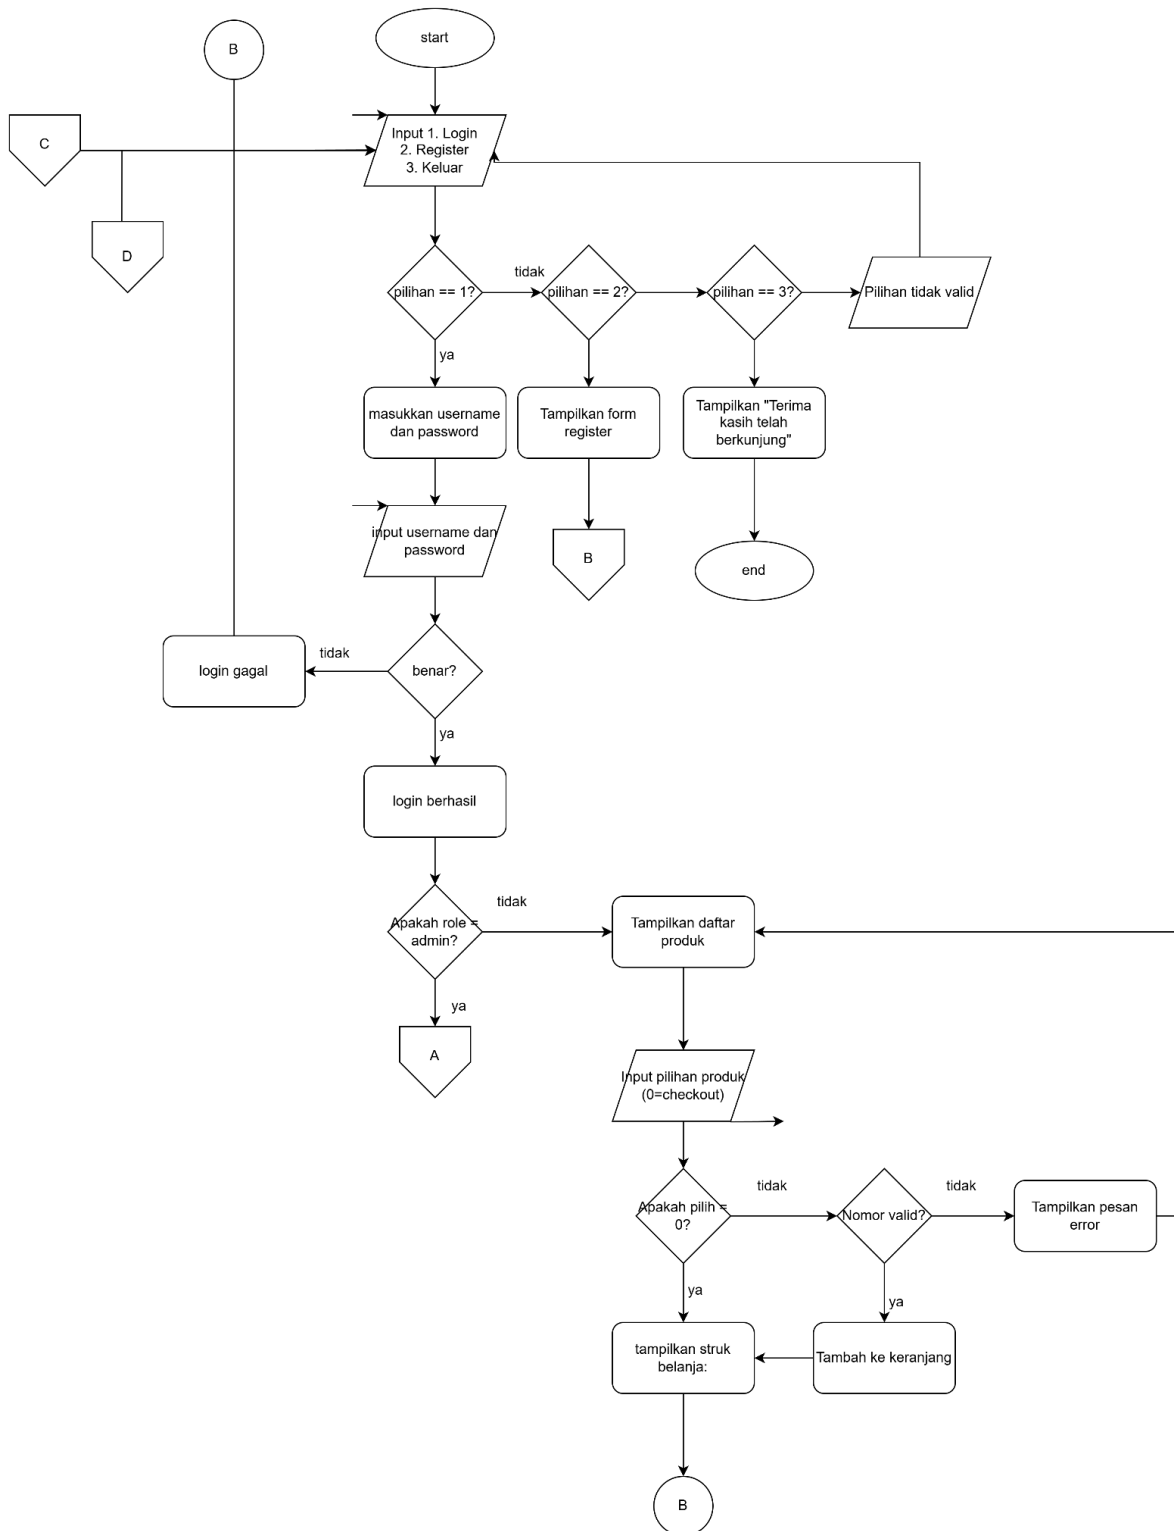 start
B
C
Input 1. Login
2. Register
3. Keluar
D
pilihan == 1?
tidak
pilihan == 2?
pilihan == 3?
Pilihan tidak valid
ya
masukkan username
dan password
Tampilkan form
register
Tampilkan "Terima
kasih telah
berkunjung"
input username dan
password
B
end
login gagal
tidak
benar?
ya
login berhasil
Apakah role =
admin?
tidak
Tampilkan daftar
produk
ya
A
Input pilihan produk
(0=checkout)
Apakah pilih =
0?
tidak
Nomor valid?
tidak
Tampilkan pesan
error
ya
ya
tampilkan struk
belanja:
Tambah ke keranjang
B